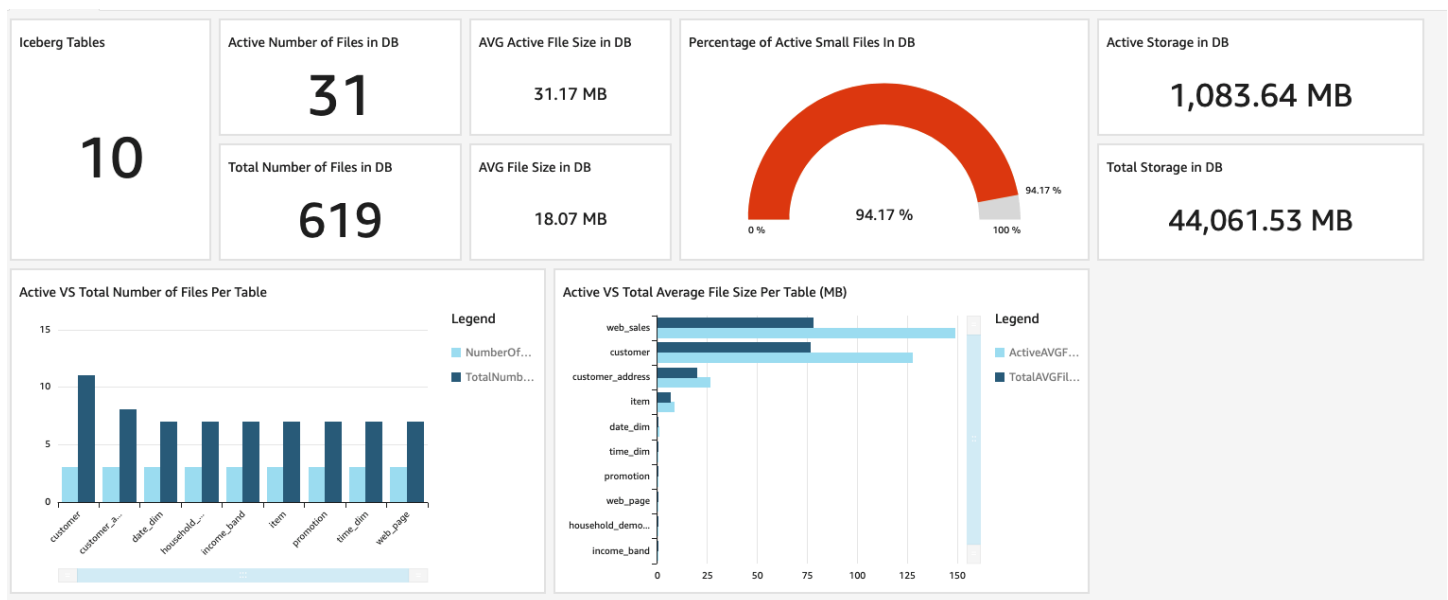 Iceberg Tables
10
Active Number of Files in DB
31
Total Number of Files in DB
619
AVG Active FIle Size in DB
31.17 MB
AVG File Size in DB
18.07 MB
Percentage of Active Small Files In DB
94.17 %
94.17 %
0 %
100 %
Active Storage in DB
1,083.64 MB
Total Storage in DB
44,061.53 MB
Active VS Total Number of Files Per Table
15
10
5
0
customer
customer_a...
date_dim
household_...
income_band
item
promotion
time_dim
web_page
Legend
NumberOf...
TotalNumb...
Active VS Total Average File Size Per Table (MB)
web_sales
customer
customer_address
item
date_dim
time_dim
promotion
web_page
household_demo...
income_band
0 25 50 75 100 125 150
Legend
ActiveAVGF...
TotalAVGFil...